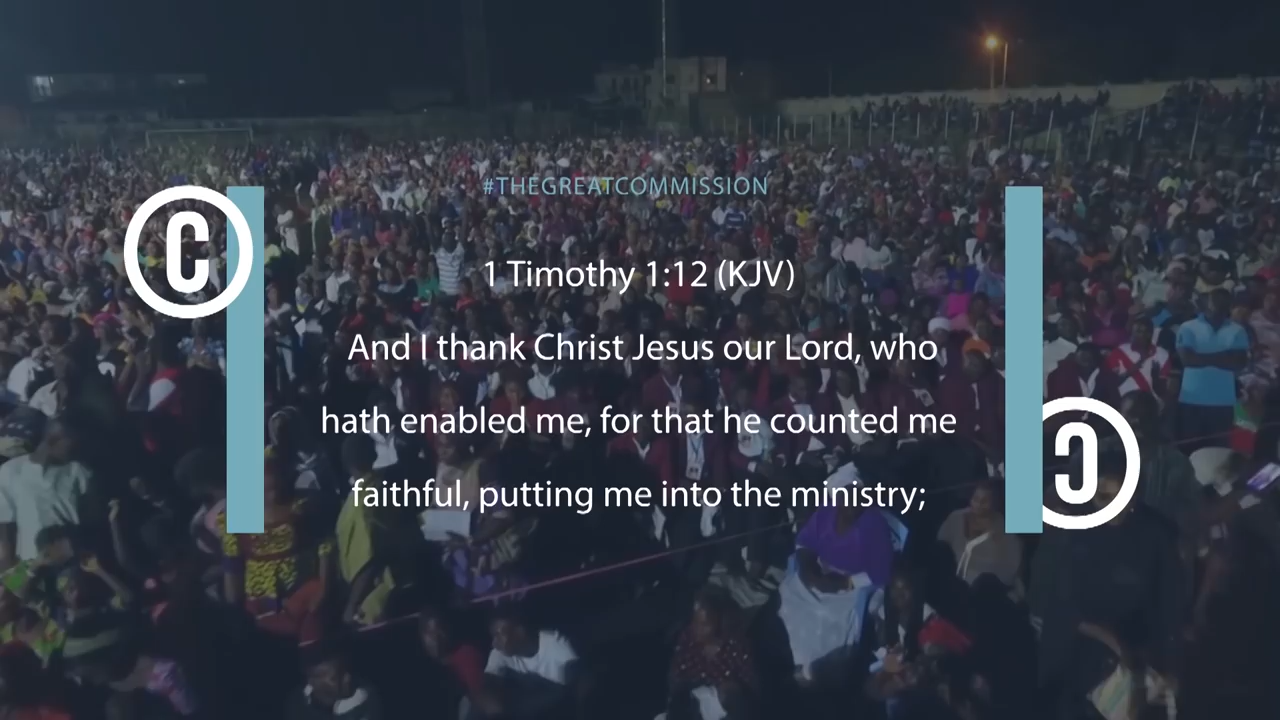 #THEGREATCOMMISSION
C
1 Timothy 1:12 (KJV)
And I thank Christ Jesus our Lord, who
hath enabled me, for that he counted me
faithful, putting me into the ministry;
C